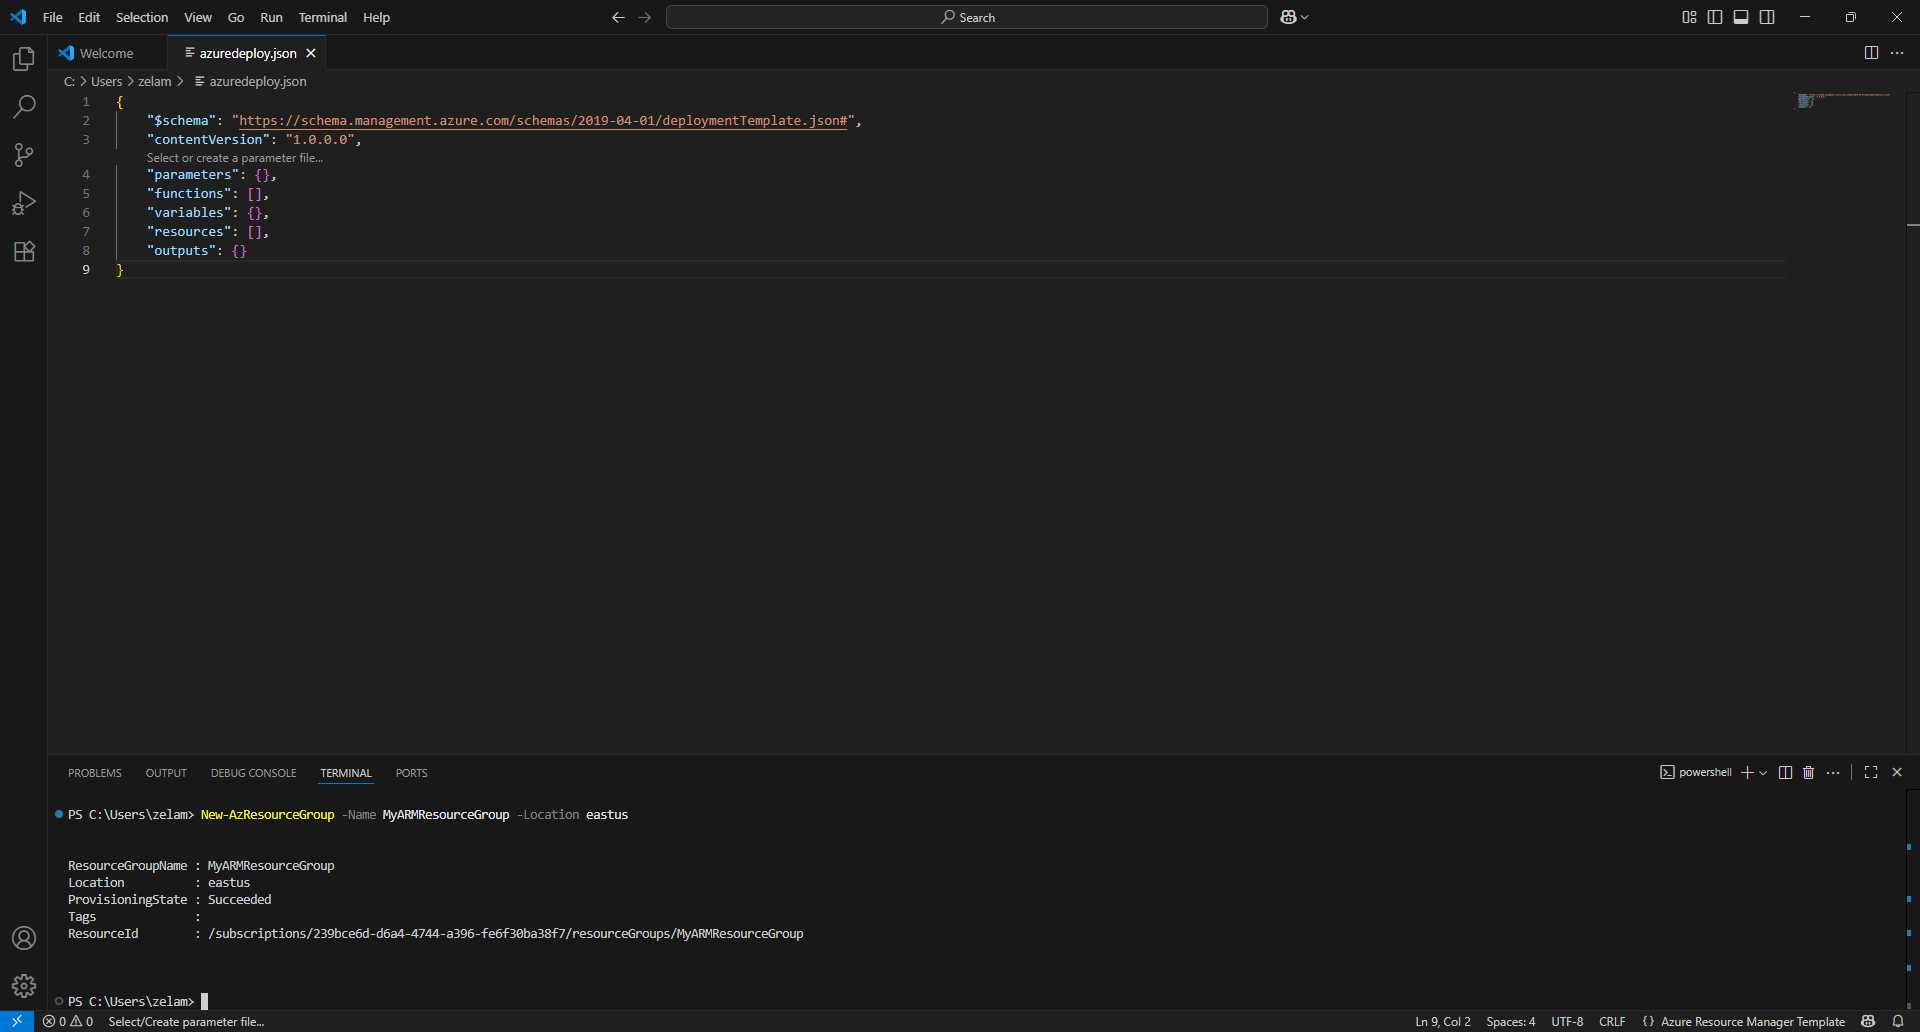 File Edit Selection View Go Run Terminal Help
Search
Welcome
azuredeploy.json
C: > Users > zelam > azuredeploy.json
1 {
2 "$schema": "https://schema.management.azure.com/schemas/2019-04-01/deploymentTemplate.json#",
3 "contentVersion": "1.0.0.0",
Select or create a parameter file...
4 "parameters": {},
5 "functions": [],
6 "variables": {},
7 "resources": [],
8 "outputs": {}
9 }
PROBLEMS OUTPUT DEBUG CONSOLE TERMINAL PORTS
powershell
PS C:\Users\zelam> New-AzResourceGroup -Name MyARMResourceGroup -Location eastus
ResourceGroupName : MyARMResourceGroup
Location : eastus
ProvisioningState : Succeeded
Tags :
ResourceId : /subscriptions/239bce6d-d6a4-4744-a396-fe6f30ba38f7/resourceGroups/MyARMResourceGroup
PS C:\Users\zelam>
0 0 Select/Create parameter file...
Ln 9, Col 2 Spaces: 4 UTF-8 CRLF {} Azure Resource Manager Template